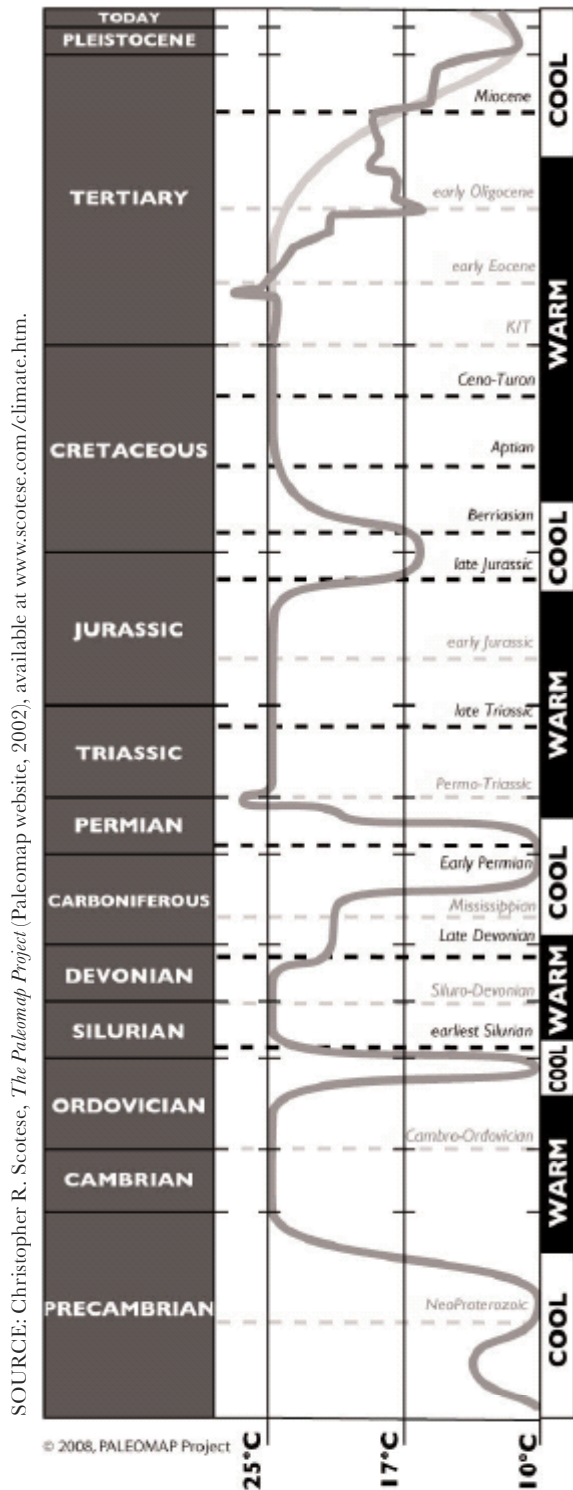 SOURCE: Christopher R. Scotese, The Paleomap Project (Paleomap website, 2002), available at www.scotese.com/climate.htm.
TODAY
PLEISTOCENE
TERTIARY
CRETACEOUS
JURASSIC
TRIASSIC
PERMIAN
CARBONIFEROUS
DEVONIAN
SILURIAN
ORDOVICIAN
CAMBRIAN
PRECAMBRIAN
Miocene
early Oligocene
early Eocene
K/T
Ceno-Turon
Aptian
Berriasian
late Jurassic
early Jurassic
late Triassic
Permo-Triassic
Early Permian
Mississippian
Late Devonian
Siluro-Devonian
earliest Silurian
Cambro-Ordovician
NeoProterozoic
COOL
WARM
COOL
WARM
COOL
WARM
COOL
WARM
COOL
© 2008, PALEOMAP Project
25°C
17°C
10°C